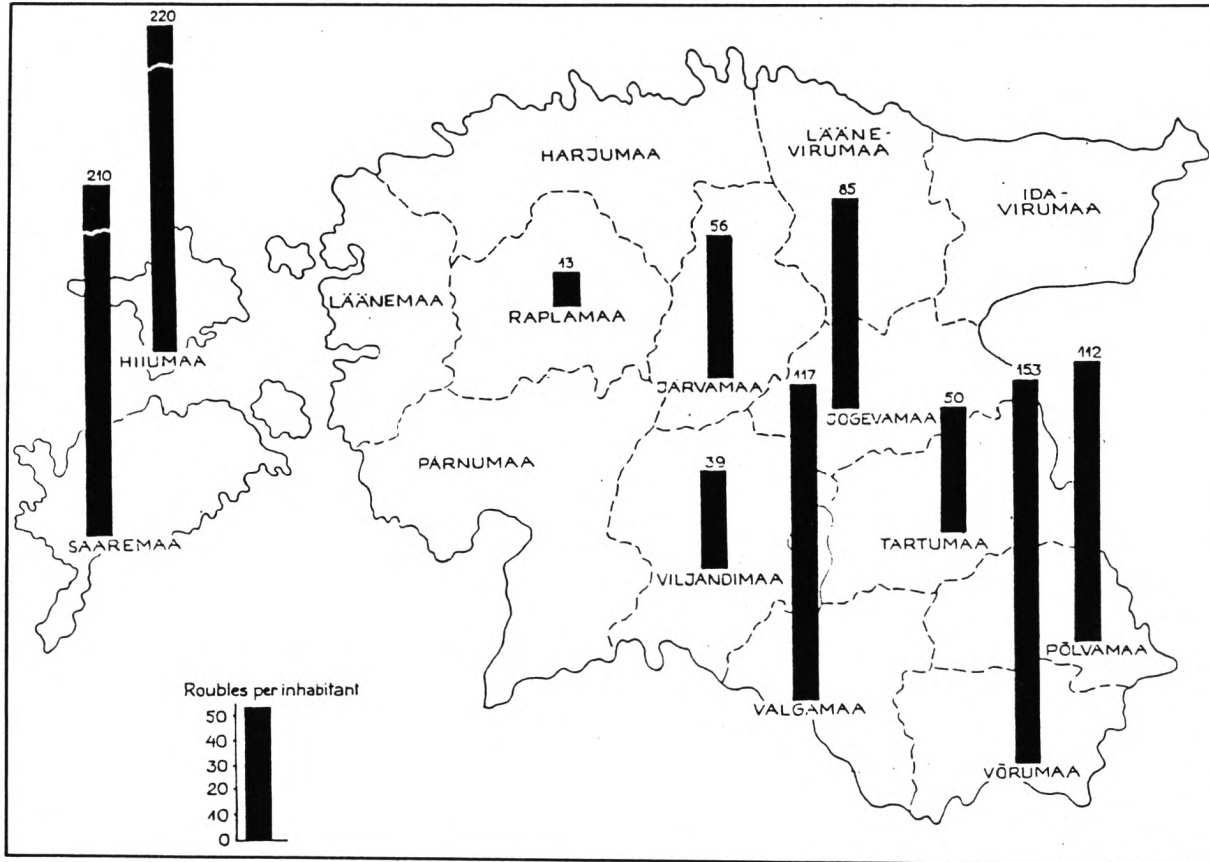 220
210
HIIUMAA
SAAREMAA
HARJUMAA
LÄÄNE-
VIRUMAA
IDA-
VIRUMAA
85
56
13
LÄÄNEMAA
RAPLAMAA
JÄRVAMAA
117
JOGEVAMAA
50
153
112
PÄRNUMAA
39
VILJANDIMAA
TARTUMAA
PÕLVAMAA
VALGAMAA
VÕRUMAA
Roubles per inhabitant
50
40
30
20
10
0